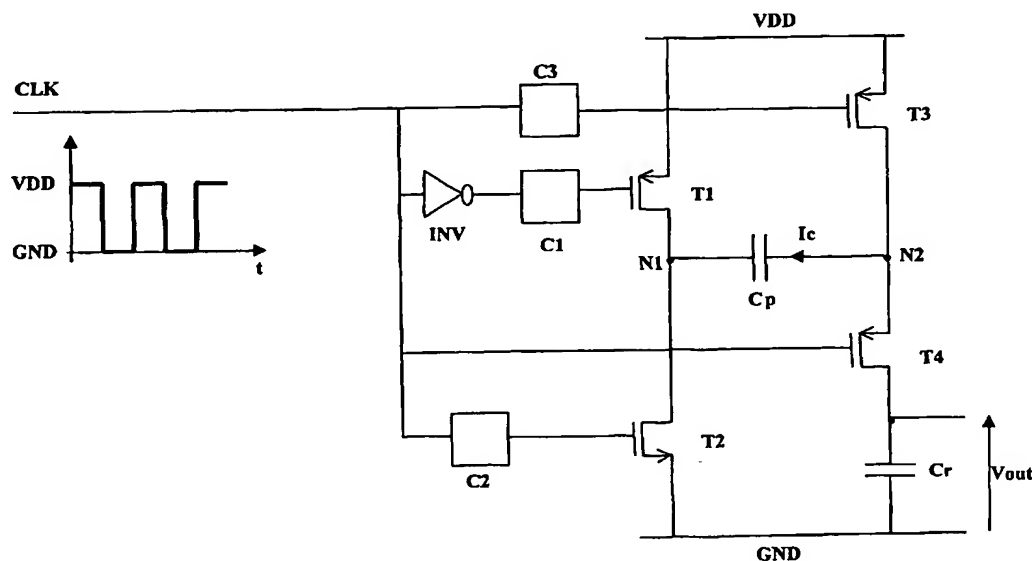 VDD
CLK
C3
T3
VDD
INV
C1
T1
GND
t
N1
Ic
N2
Cp
T4
C2
T2
Cr
Vout
GND